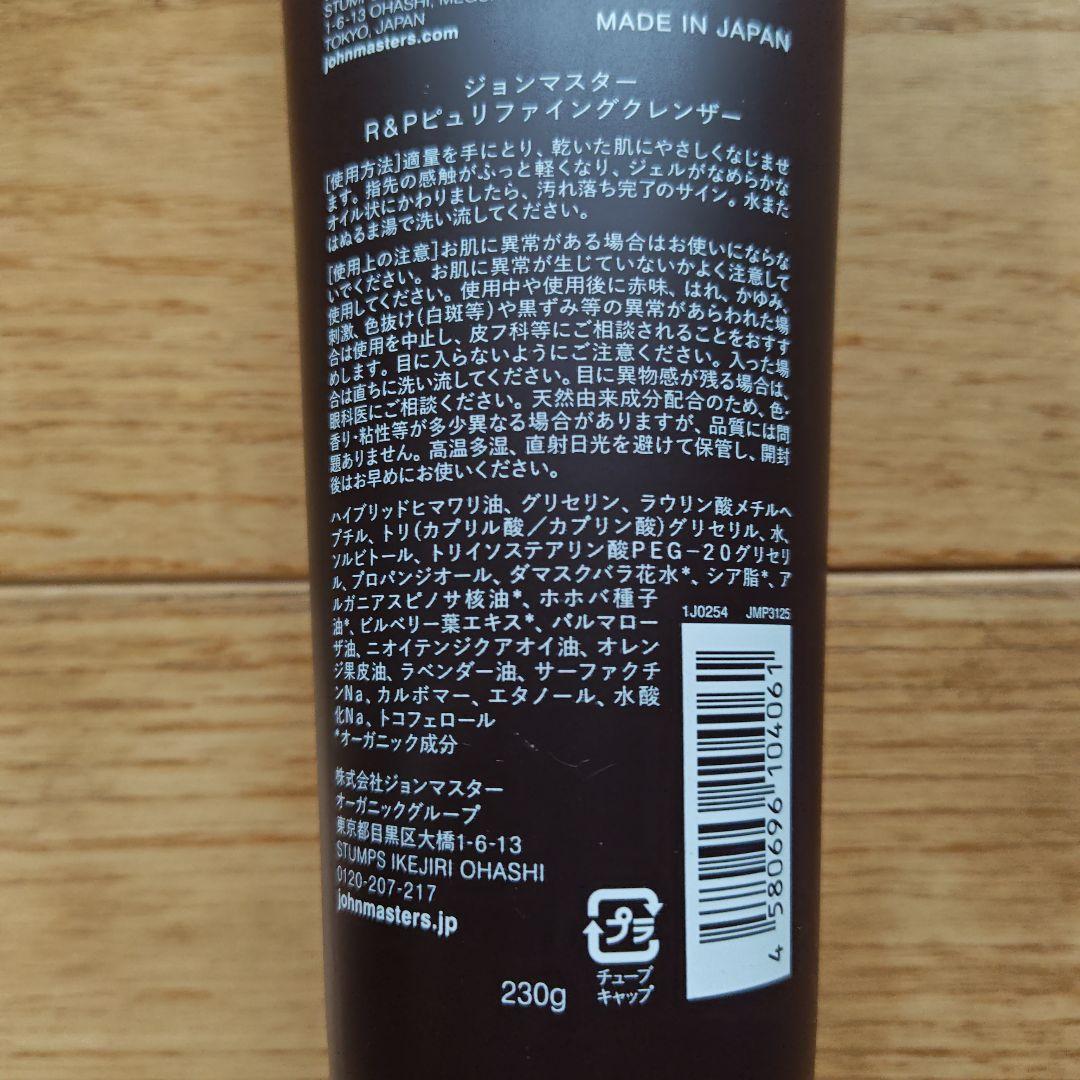 STUMPS
1-6-13 OHASHI,
TOKYO, JAPAN
johnmasters.com
MADE IN JAPAN
ジョンマスター
R&Pピュリファイングクレンザー
[使用方法]適量を手にとり、乾いた肌にやさしくなじませ
ます。指先の感触がふっと軽くなり、ジェルがなめらかな
オイル状にかわりましたら、汚れ落ち完了のサイン。水また
はぬるま湯で洗い流してください。
[使用上の注意]お肌に異常がある場合はお使いにならな
いでください。お肌に異常が生じていないかよく注意して
使用してください。使用中や使用後に赤味、はれ、かゆみ、
刺激、色抜け(白斑等)や黒ずみ等の異常があらわれた場
合は使用を中止し、皮フ科等にご相談されることをおすす
めします。目に入らないようにご注意ください。入った場
合は直ちに洗い流してください。目に異物感が残る場合は、
眼科医にご相談ください。天然由来成分配合のため、色・
香り・粘性等が多少異なる場合がありますが、品質には問
題ありません。高温多湿、直射日光を避けて保管し、開封
後はお早めにお使いください。
ハイブリッドヒマワリ油、グリセリン、ラウリン酸メチルヘ
プチル、トリ(カプリル酸/カプリン酸)グリセリル、水、
ソルビトール、トリイソステアリン酸PEG-20グリセリ
ル、プロパンジオール、ダマスクバラ花水*、シア脂*、ア
ルガニアスピノサ核油*、ホホバ種子
油*、ビルベリー葉エキス*、パルマロー
ザ油、ニオイテンジクアオイ油、オレン
ジ果皮油、ラベンダー油、サーファクチ
ンNa、カルボマー、エタノール、水酸
化Na、トコフェロール
*オーガニック成分
1J0254 JMP3125
4 580696 104061
株式会社ジョンマスター
オーガニックグループ
東京都目黒区大橋1-6-13
STUMPS IKEJIRI OHASHI
0120-207-217
johnmasters.jp
プラ
チューブ
キャップ
230g